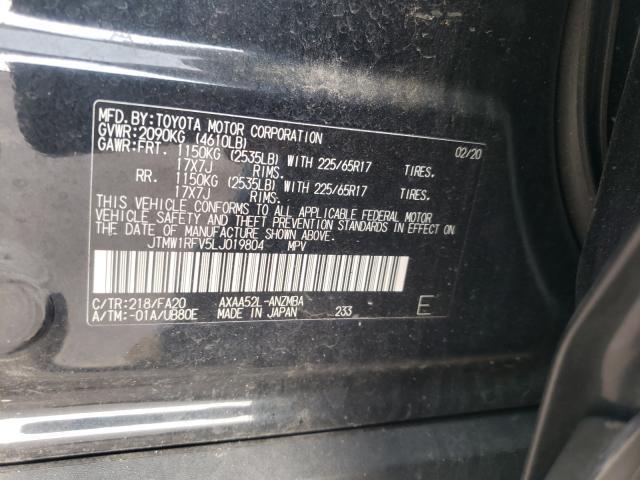 MFD.BY:TOYOTA MOTOR CORPORATION 02/20
GVWR:2090KG (4610LB)
GAWR:FRT. 1150KG (2535LB) WITH 225/65R17 TIRES.
17X7J RIMS.
RR. 1150KG (2535LB) WITH 225/65R17 TIRES.
17X7J RIMS.
THIS VEHICLE CONFORMS TO ALL APPLICABLE FEDERAL MOTOR
VEHICLE SAFETY AND THEFT PREVENTION STANDARDS IN EFFECT ON
THE DATE OF MANUFACTURE SHOWN ABOVE.
JTMW1RFV5LJ019804 MPV
C/TR:218/FA20 AXAA52L-ANZMBA
A/TM:-01A/UB80E MADE IN JAPAN 233 E